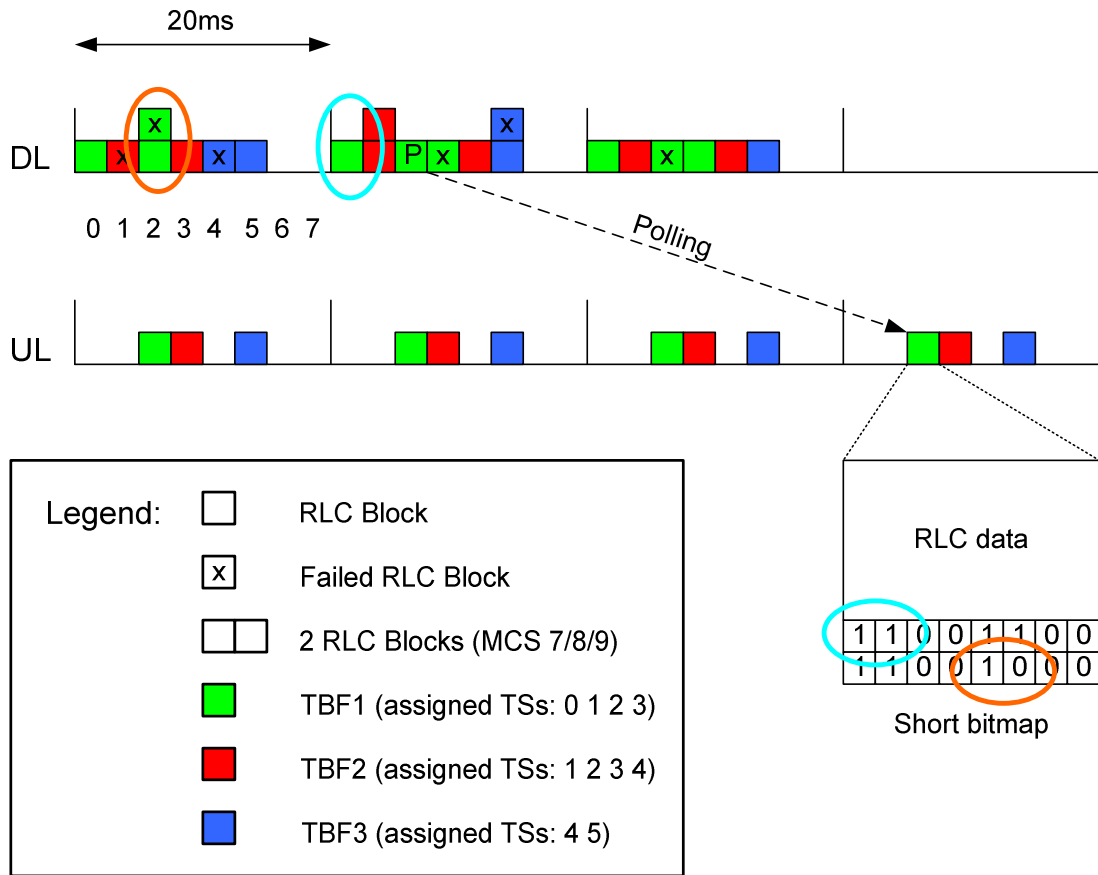 20ms
x
x
DL
x
x
P
x
x
0 1 2 3 4 5 6 7
Polling
UL
Legend:
RLC Block
x
Failed RLC Block
2 RLC Blocks (MCS 7/8/9)
TBF1 (assigned TSs: 0 1 2 3)
TBF2 (assigned TSs: 1 2 3 4)
TBF3 (assigned TSs: 4 5)
RLC data
1 1 0 0 1 1 0 0
1 1 0 0 1 0 0 0
Short bitmap